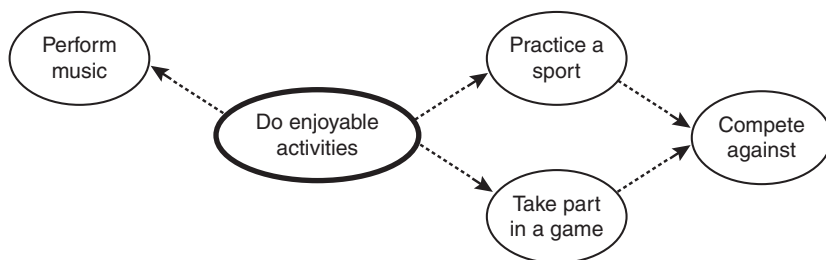 Perform
music
Do enjoyable
activities
Practice a
sport
Take part
in a game
Compete
against